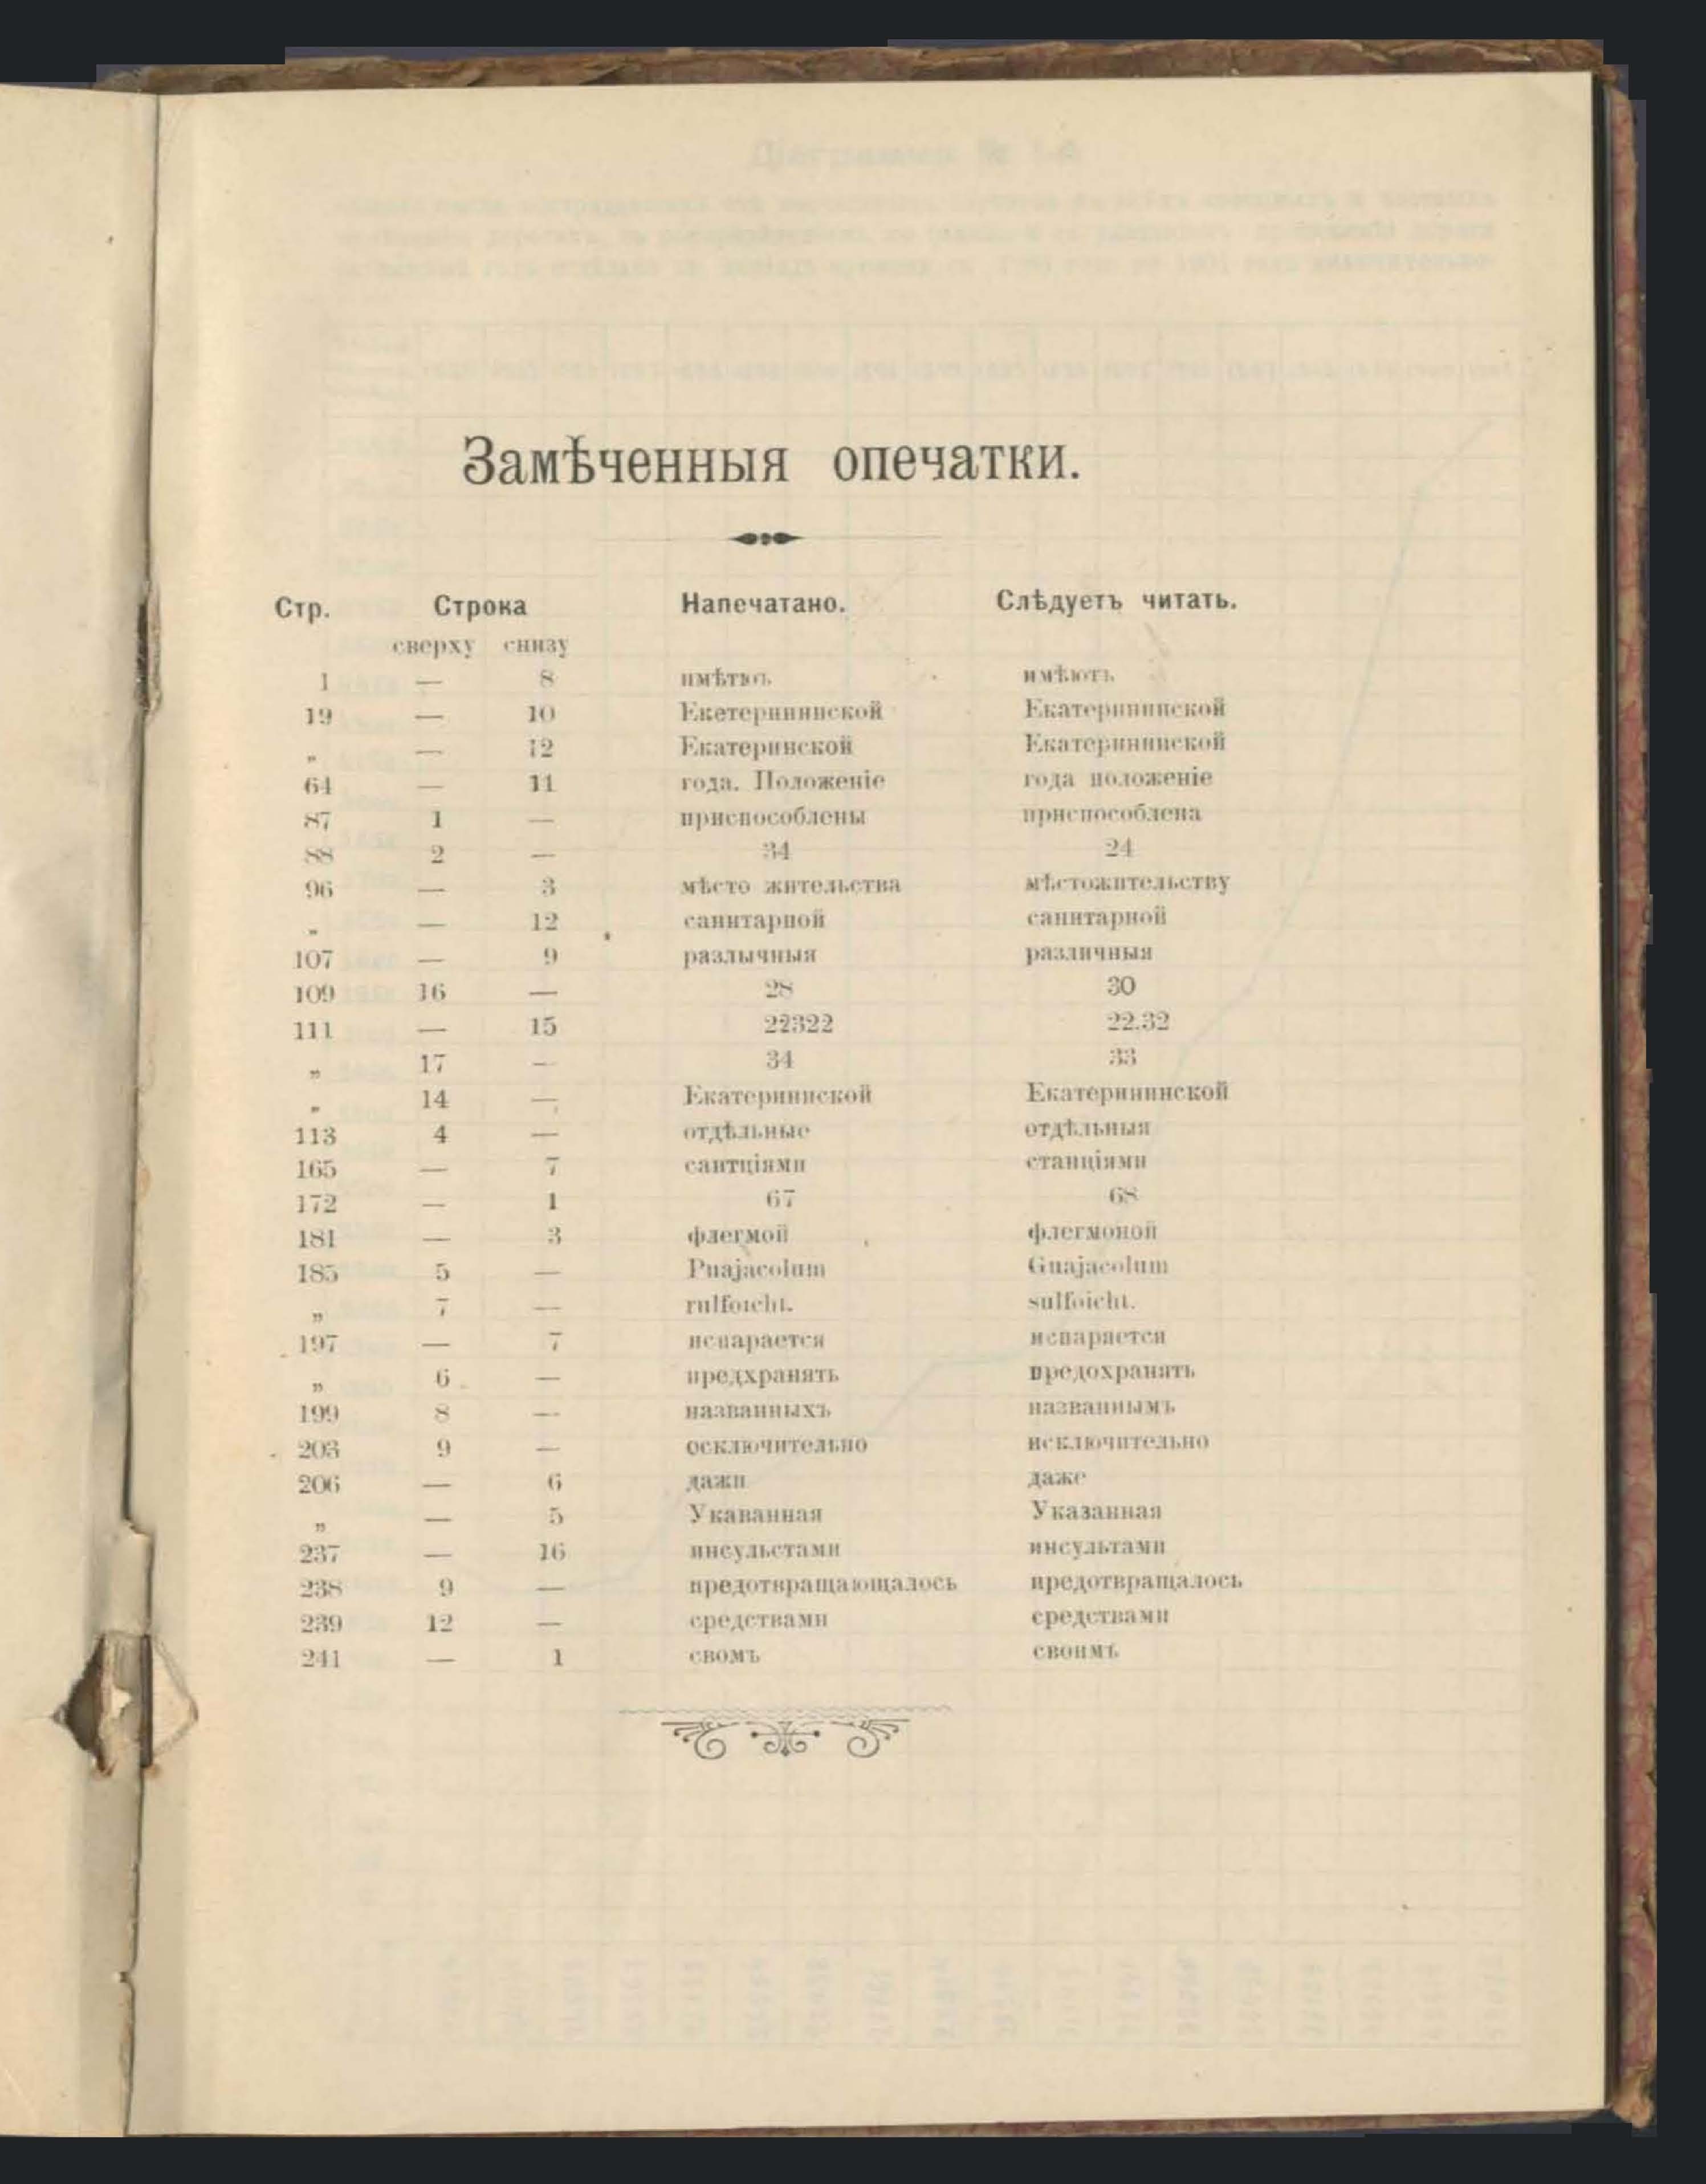 Замѣченныя опечатки.
Стр. Строка Напечатано. Слѣдуетъ читать.
сверху снизу
1 — 8 имѣтюъ имѣютъ
19 — 10 Екетерининской Екатерининской
„ — 12 Екатеринской Екатерининской
64 — 11 года. Положеніе года положеніе
87 1 — приспособлены приспособлена
88 2 — 34 24
96 — 3 мѣсто жительства мѣстожительству
„ — 12 санитарной санитарной
107 — 9 разлычныя различныя
109 16 — 28 30
111 — 15 22322 22.32
„ 17 — 34 33
„ 14 — Екатеринпской Екатерининской
113 4 — отдѣльные отдѣльныя
165 — 7 сантціями станціями
172 — 1 67 68
181 — 3 флегмой флегмоной
185 5 — Puajacolum Guajacolum
„ 7 — rulfoicht. sulfoicht.
197 — 7 испарается испаряется
„ 6 — предхранять предохранять
199 8 — названныхъ названнымъ
203 9 — осключительно исключительно
206 — 6 дажи даже
„ — 5 Укаванная Указанная
237 — 16 инсульстами инсультами
238 9 — предотвращающалось предотвращалось
239 12 — средствами средствами
241 — 1 свомъ своимъ